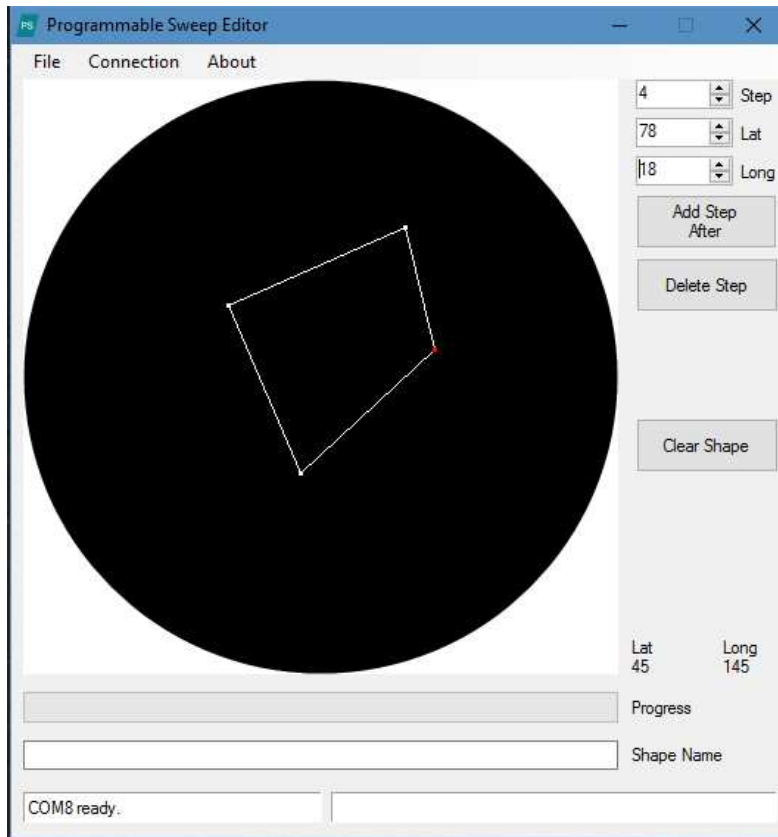 PS Programmable Sweep Editor
File Connection About
4 Step
78 Lat
18 Long
Add Step
After
Delete Step
Clear Shape
Lat Long
45 145
Progress
Shape Name
COM8 ready.